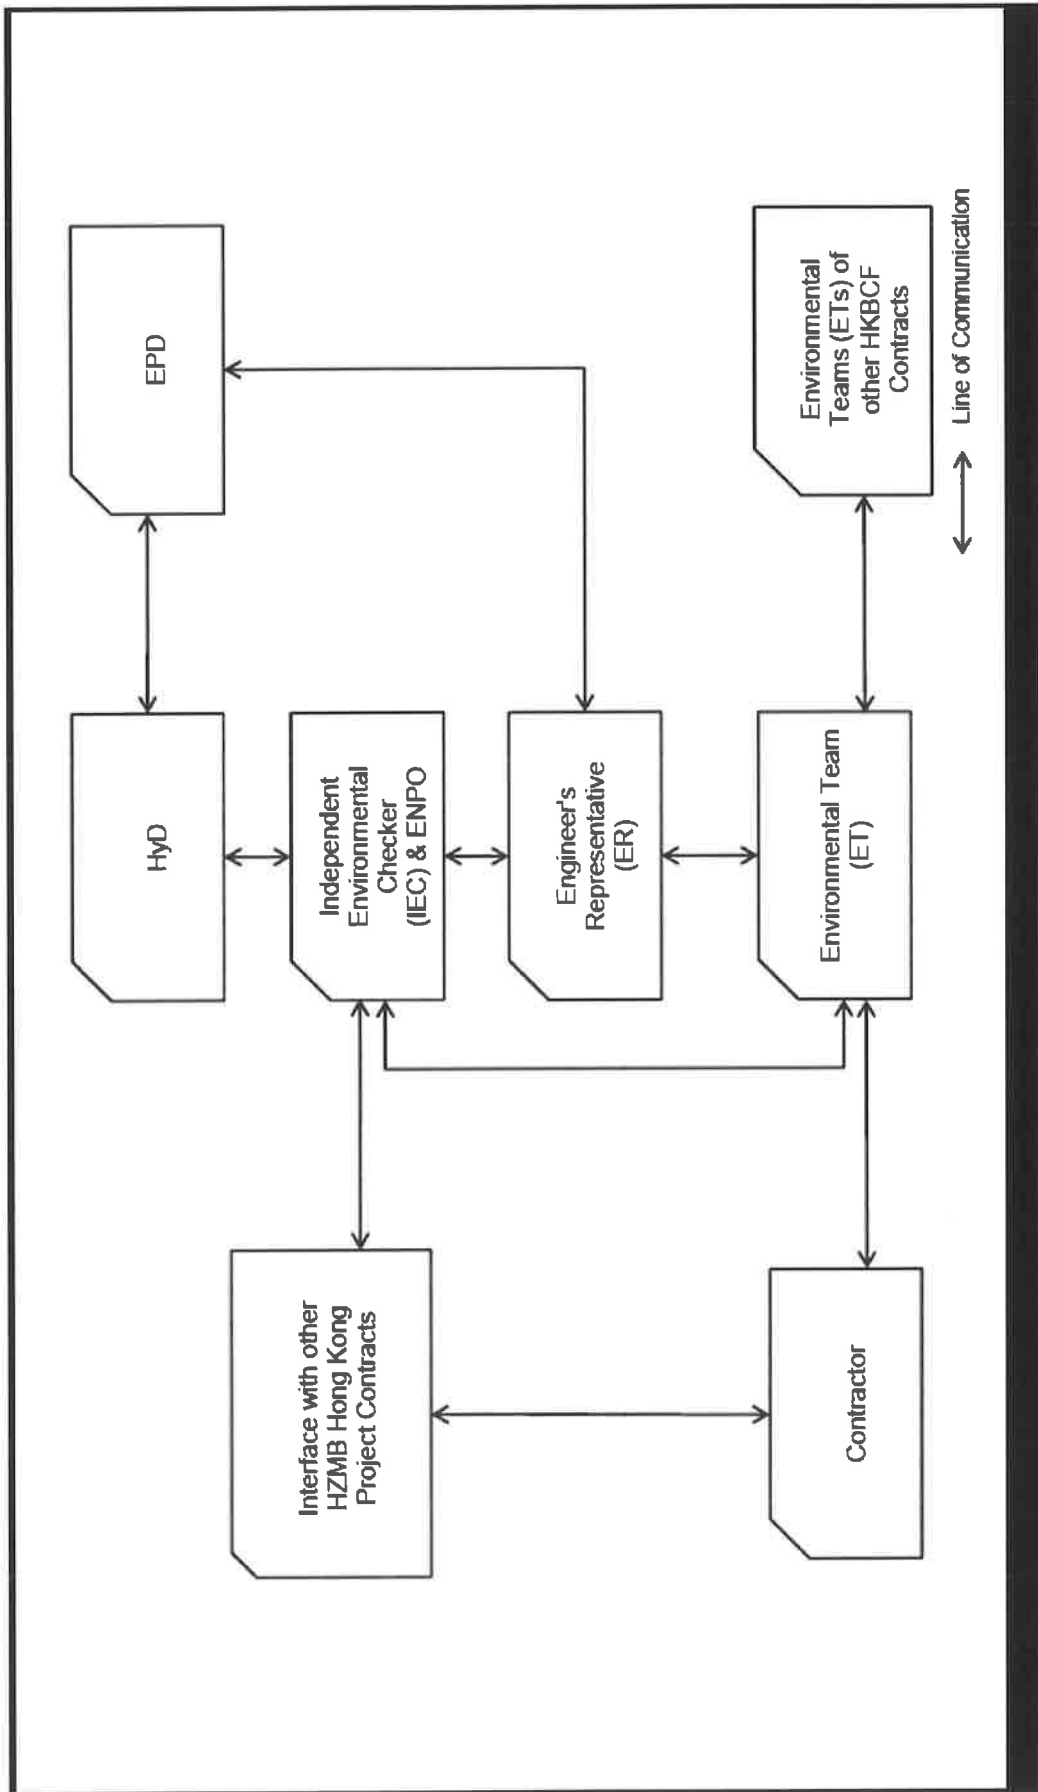 HyD
EPD
Interface with other
HZMB Hong Kong
Project Contracts
Independent
Environmental
Checker
(IEC) & ENPO
Engineer's
Representative
(ER)
Contractor
Environmental Team
(ET)
Environmental
Teams (ETs) of
other HKBCF
Contracts
Line of Communication